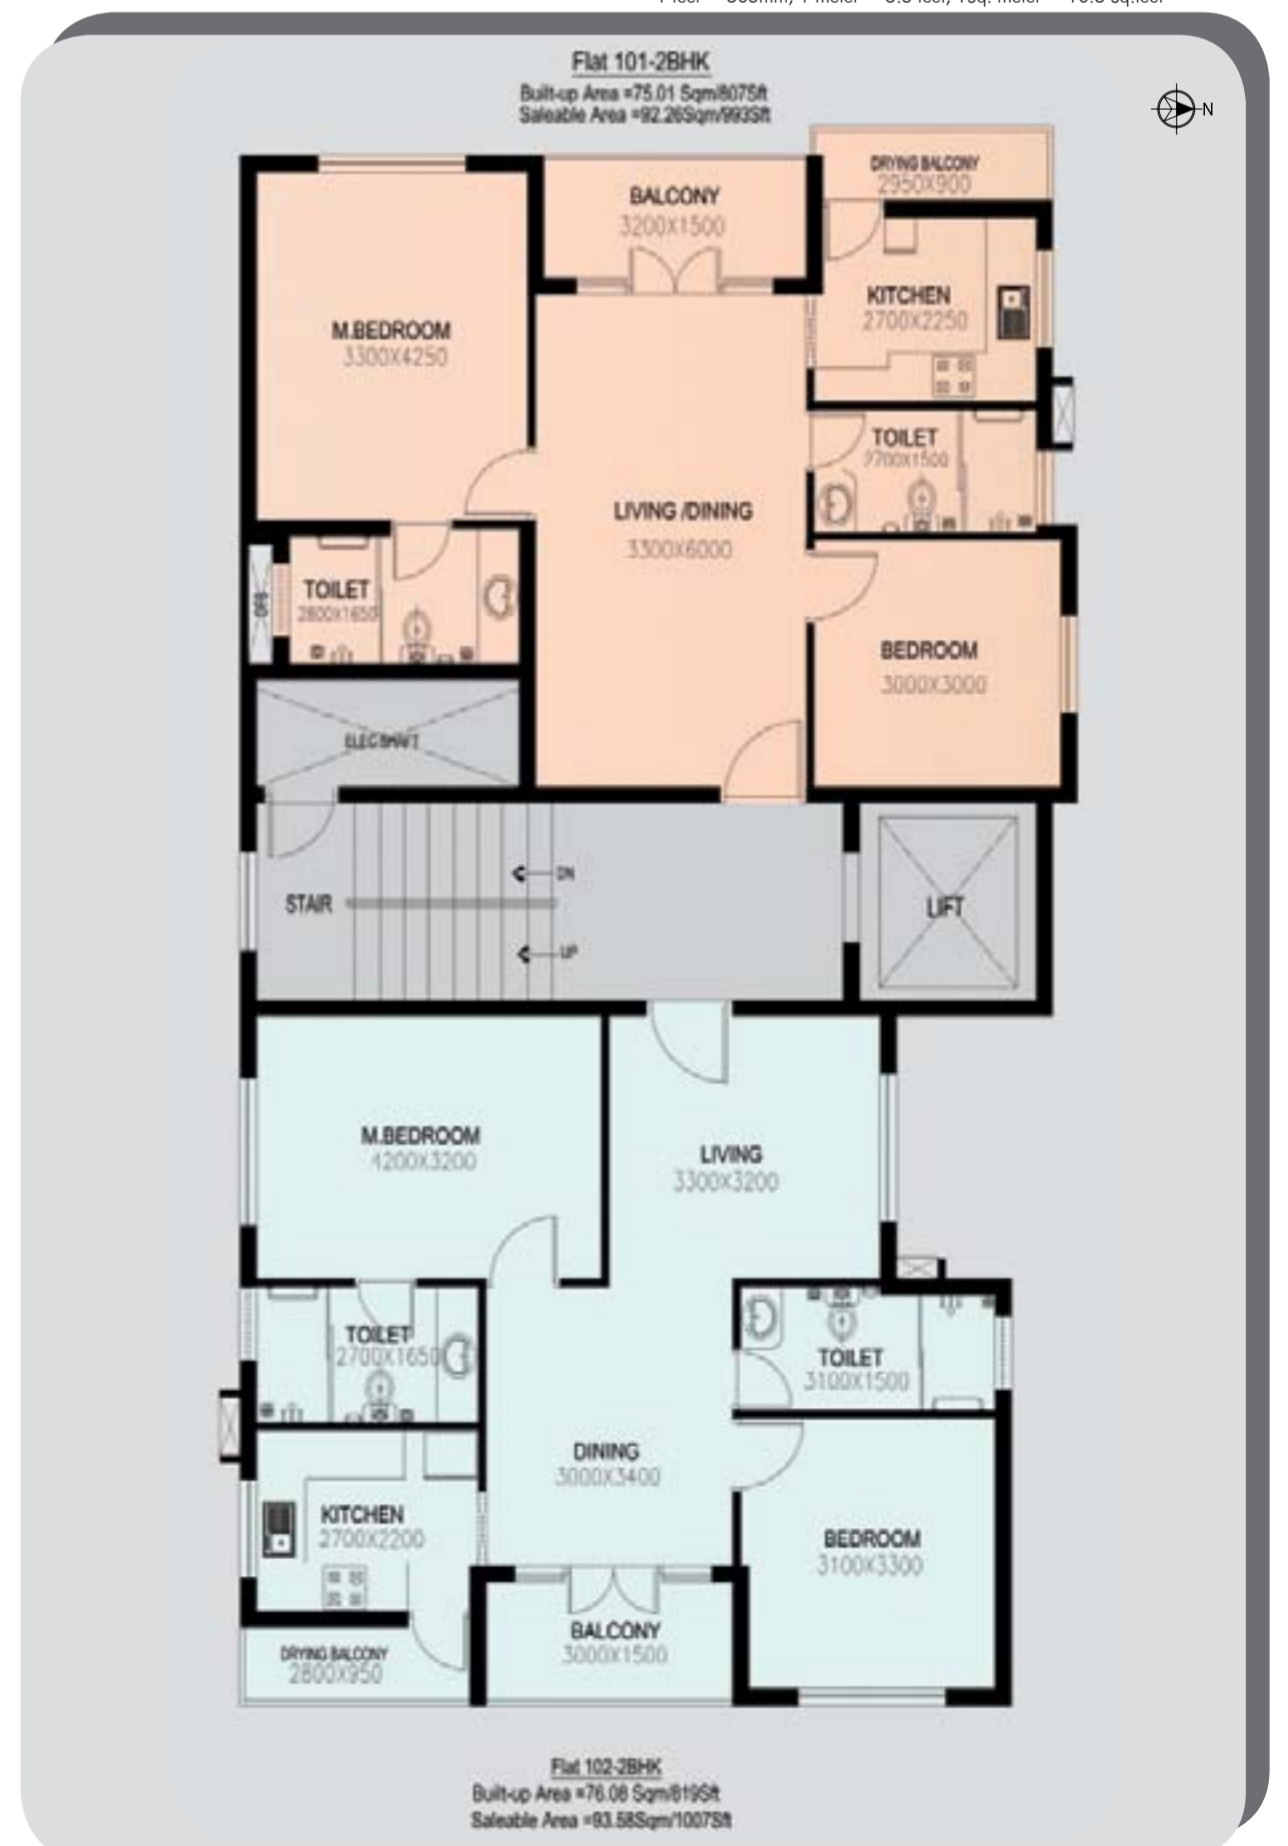 Flat 101-2BHK
Built-up Area =75.01 Sqm/807Sft
Saleable Area =92.26Sqm/993Sft
N
DRYING BALCONY
2950X900
BALCONY
3200X1500
KITCHEN
2700X2250
M.BEDROOM
3300X4250
TOILET
2700X1500
LIVING /DINING
3300X6000
TOILET
2800X1650
BEDROOM
3000X3000
ELEC SHAFT
DN
STAIR
LIFT
UP
M.BEDROOM
4200X3200
LIVING
3300X3200
TOILET
2700X1650
TOILET
3100X1500
DINING
3000X3400
KITCHEN
2700X2200
BEDROOM
3100X3300
BALCONY
3000X1500
DRYING BALCONY
2800X950
Flat 102-2BHK
Built-up Area =76.08 Sqm/819Sft
Saleable Area =93.58Sqm/1007Sft